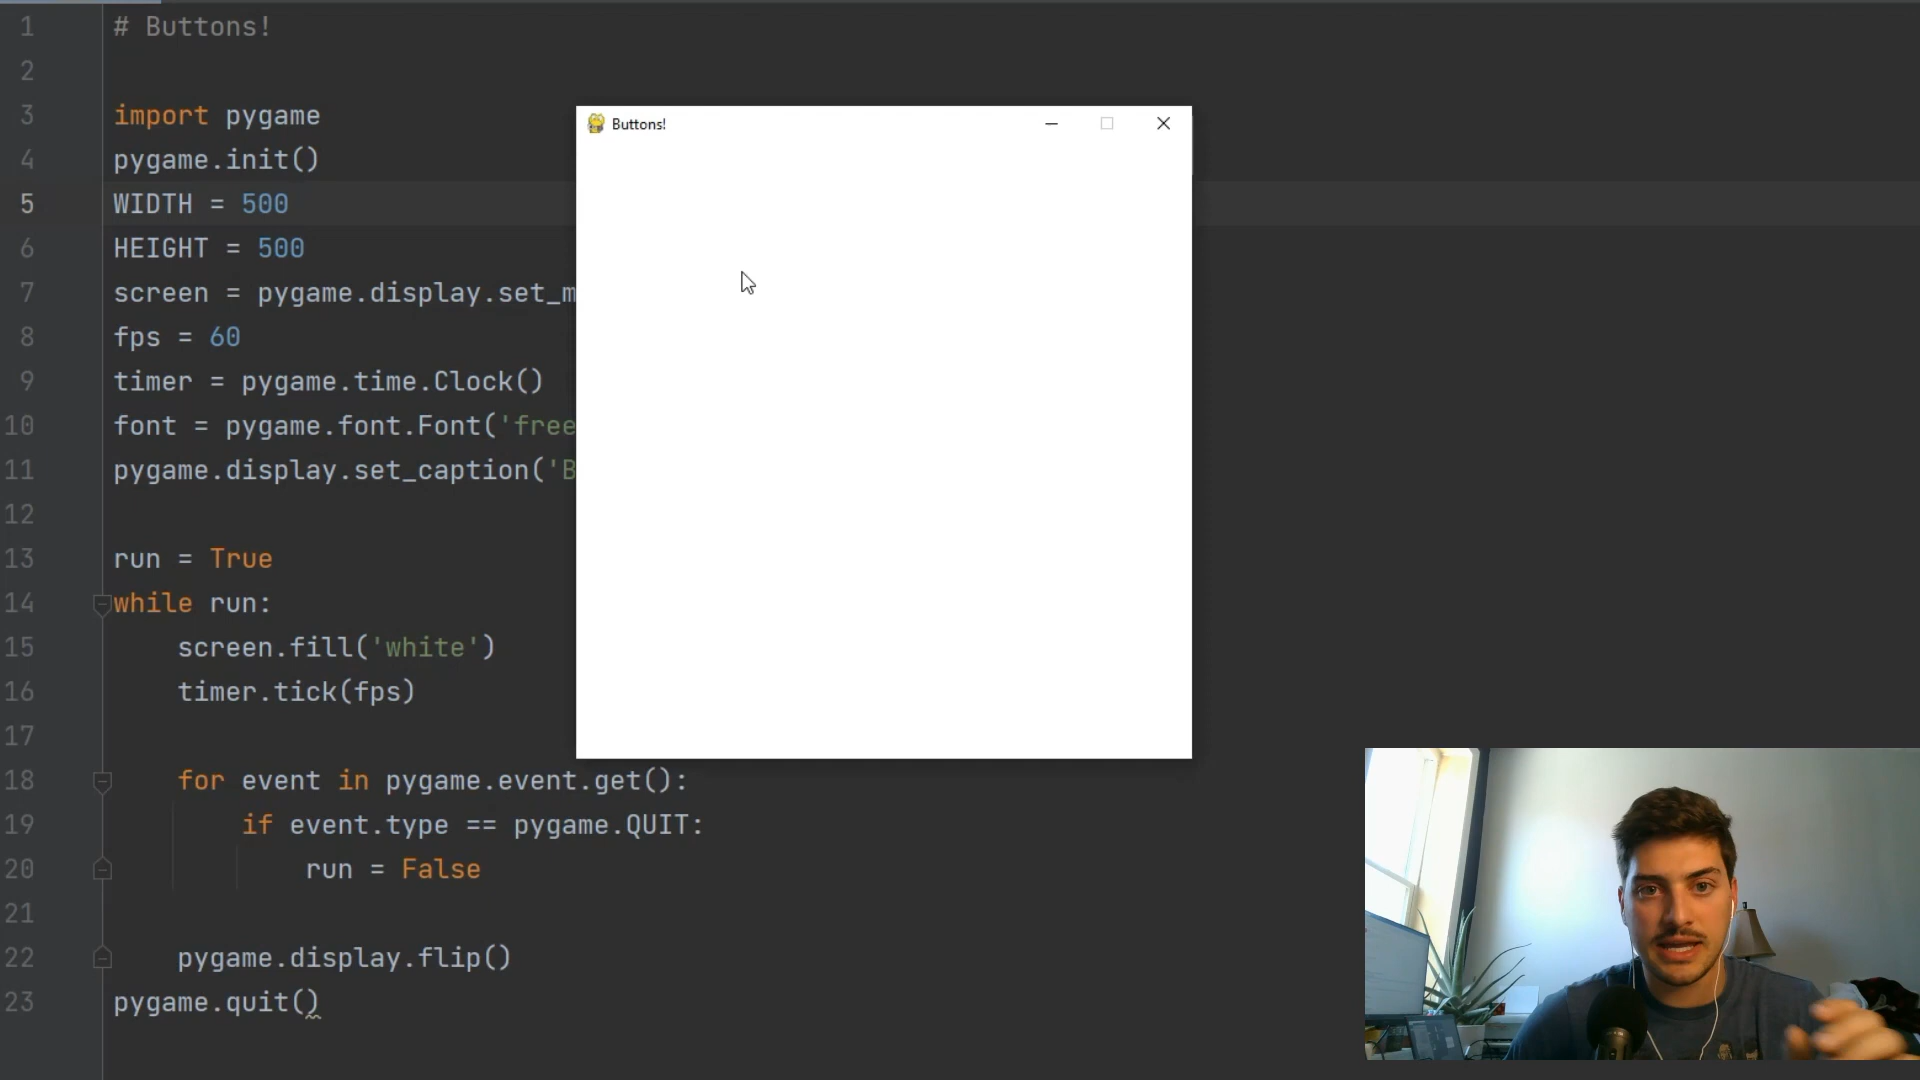 1 # Buttons!
2
3 import pygame
4 pygame.init()
5 WIDTH = 500
6 HEIGHT = 500
7 screen = pygame.display.set_m
8 fps = 60
9 timer = pygame.time.Clock()
10 font = pygame.font.Font('free
11 pygame.display.set_caption('B
12
13 run = True
14 while run:
15 screen.fill('white')
16 timer.tick(fps)
17
18 for event in pygame.event.get():
19 if event.type == pygame.QUIT:
20 run = False
21
22 pygame.display.flip()
23 pygame.quit()
Buttons!